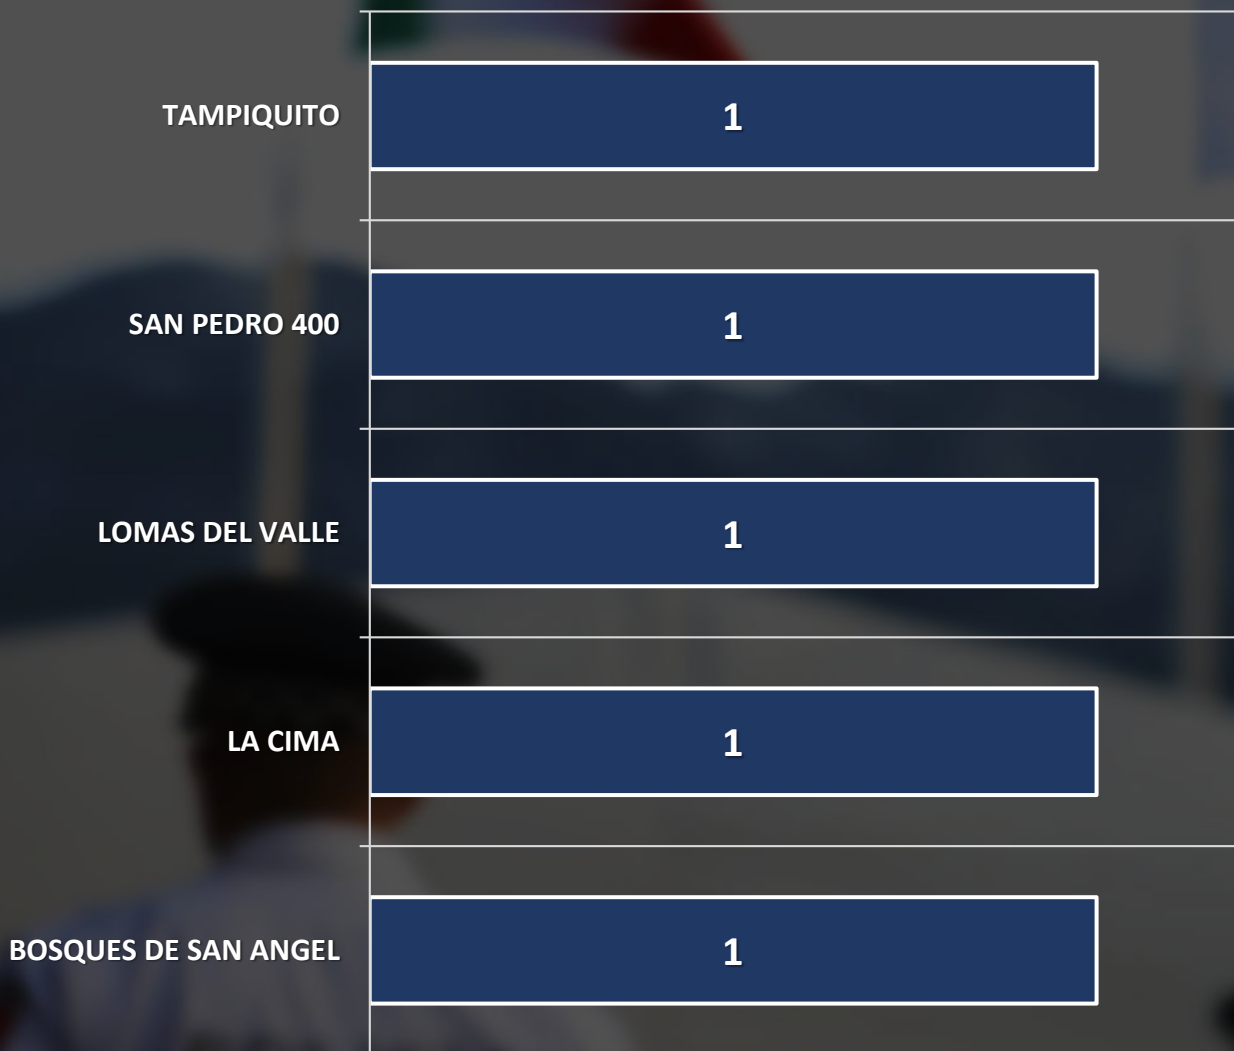 TAMPIQUITO 1
SAN PEDRO 400 1
LOMAS DEL VALLE 1
LA CIMA 1
BOSQUES DE SAN ANGEL 1